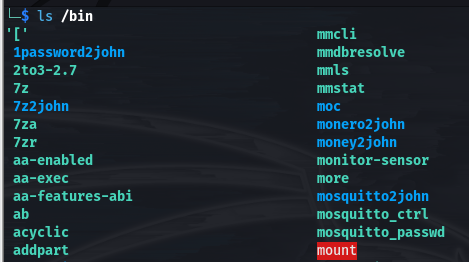 └─$ ls /bin
'[' mmcli
1password2john mmdbresolve
2to3-2.7 mmls
7z mmstat
7z2john moc
7za monero2john
7zr money2john
aa-enabled monitor-sensor
aa-exec more
aa-features-abi mosquitto2john
ab mosquitto_ctrl
acyclic mosquitto_passwd
addpart mount